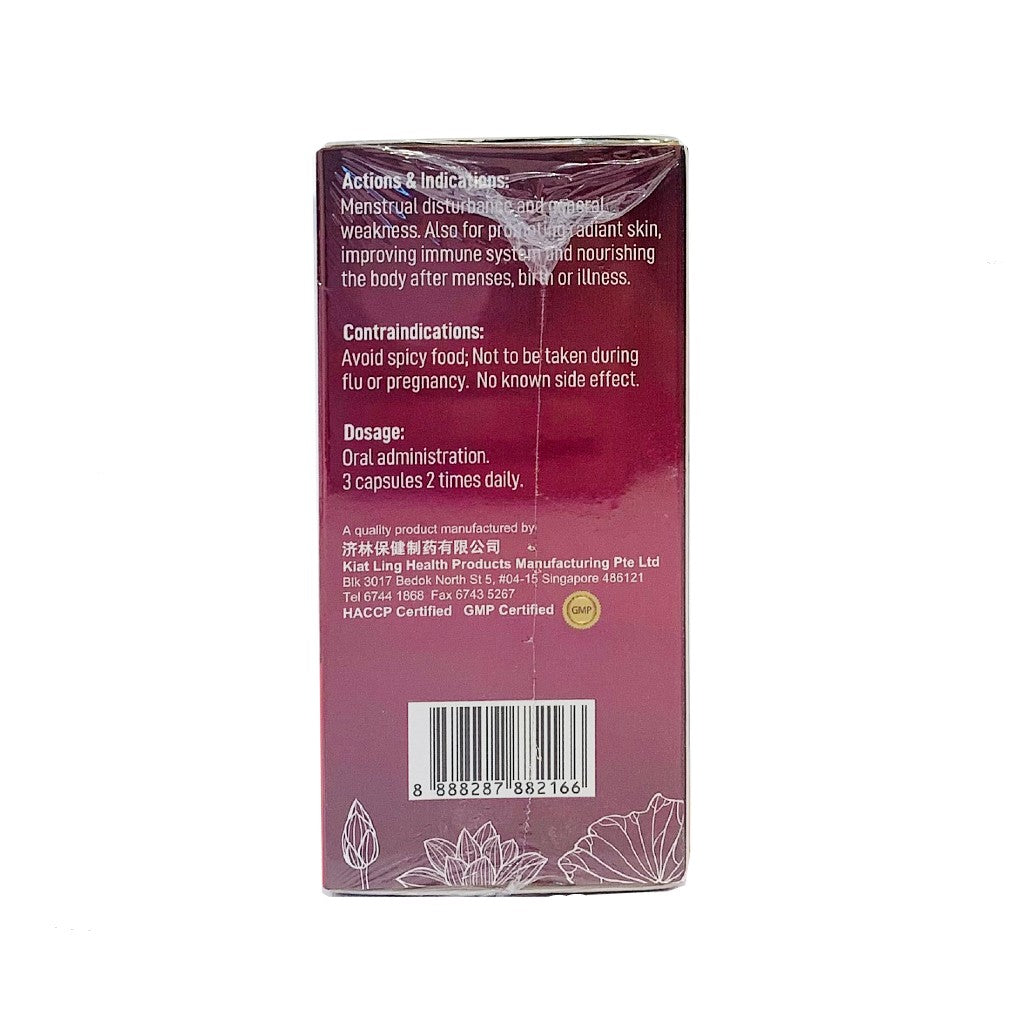 Actions & Indications:
Menstrual disturbance and general
weakness. Also for promoting radiant skin,
improving immune system and nourishing
the body after menses, birth or illness.
Contraindications:
Avoid spicy food; Not to be taken during
flu or pregnancy. No known side effect.
Dosage:
Oral administration.
3 capsules 2 times daily.
A quality product manufactured by
济林保健制药有限公司
Kiat Ling Health Products Manufacturing Pte Ltd
Blk 3017 Bedok North St 5, #04-15 Singapore 486121
Tel 6744 1868 Fax 6743 5267
HACCP Certified GMP Certified GMP
8 888287 882166